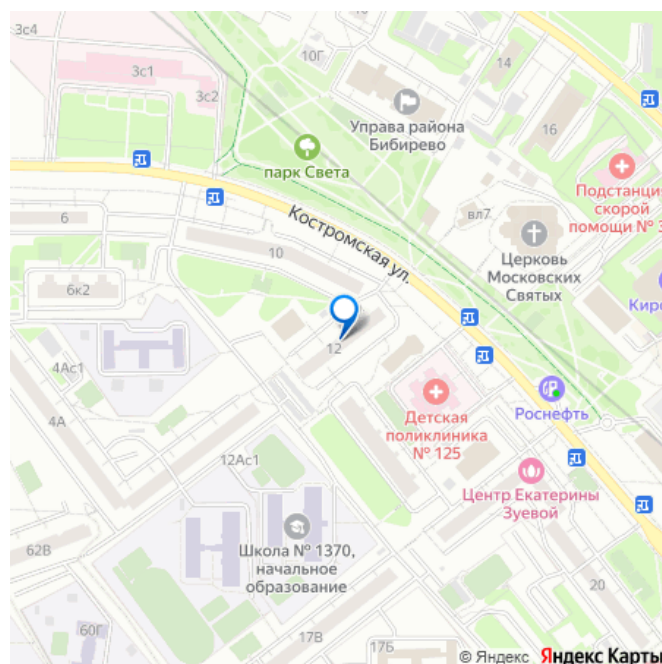 3с4
3с1
3с2
10Г
14
16
Управа района
Бибирево
парк Света
Подстанция
скорой
помощи № 3
вл7
Церковь
Московских
Святых
Костромская ул.
6
10
6к2
12
4Ас1
4А
Роснефть
Детская
поликлиника
№ 125
12Ас1
Центр Екатерины
Зуевой
Школа № 1370,
начальное
образование
62В
60Г
17В
17Б
20
© Яндекс Яндекс Карты